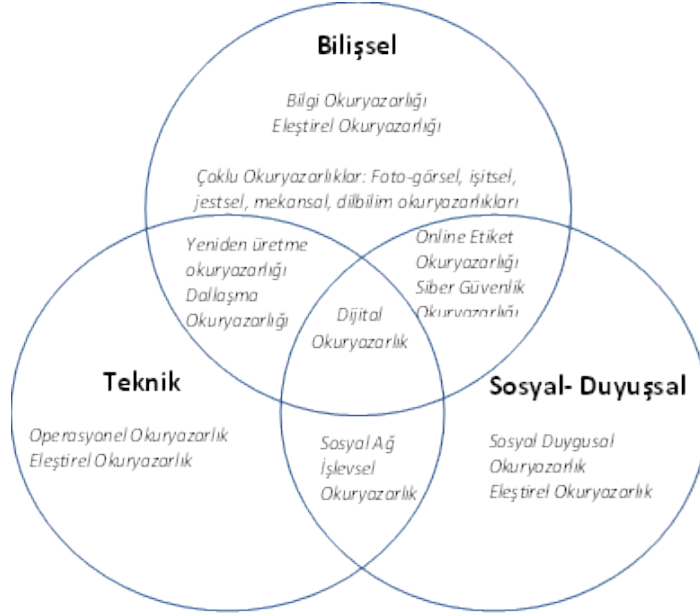 Bilişsel
Bilgi Okuryazarlığı
Eleştirel Okuryazarlığı
Çoklu Okuryazarlıklar: Foto-görsel, işitsel,
jestsel, mekansal, dilbilim okuryazarlıkları
Yeniden üretme
okuryazarlığı
Dallaşma
Okuryazarlığı
Online Etiket
Okuryazarlığı
Siber Güvenlik
Okuryazarlığı
Dijital
Okuryazarlık
Teknik
Operasyonel Okuryazarlık
Eleştirel Okuryazarlık
Sosyal Ağ
İşlevsel
Okuryazarlık
Sosyal- Duyuşsal
Sosyal Duygusal
Okuryazarlık
Eleştirel Okuryazarlık